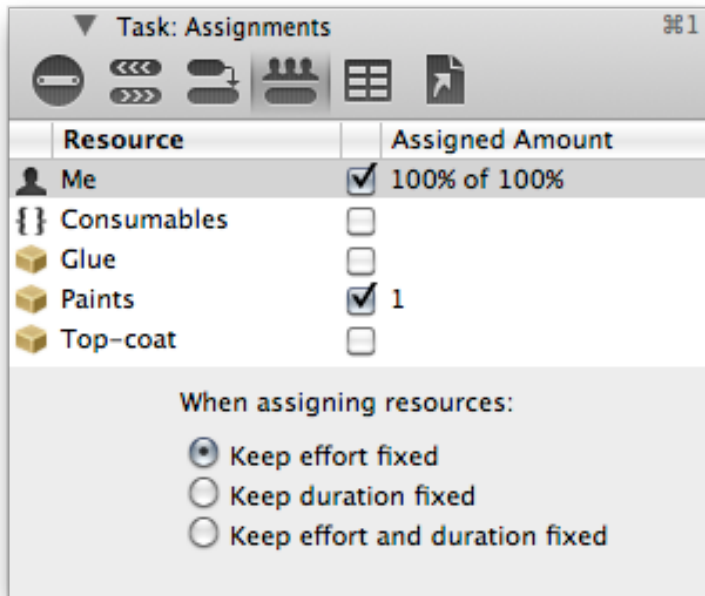 Task: Assignments ⌘1
Resource Assigned Amount
Me 100% of 100%
{ } Consumables
Glue
Paints 1
Top-coat
When assigning resources:
Keep effort fixed
Keep duration fixed
Keep effort and duration fixed